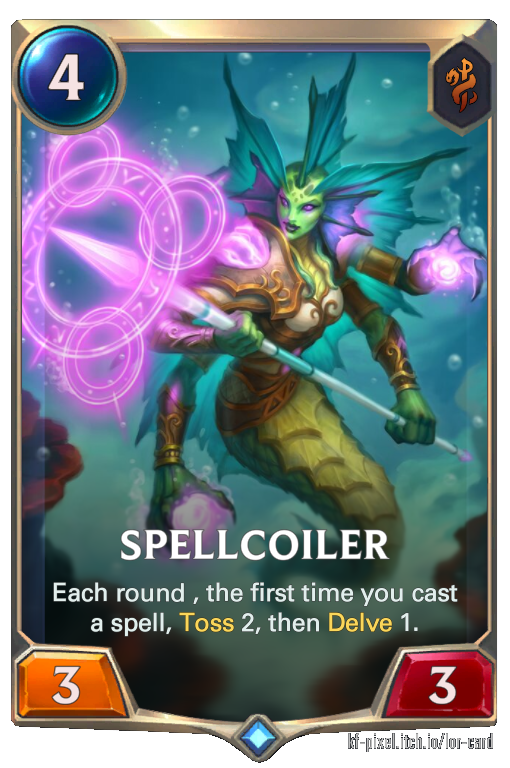 4
SPELLCOILER
Each round , the first time you cast
a spell, Toss 2, then Delve 1.
3
3
kf-pixel.itch.io/lor-card